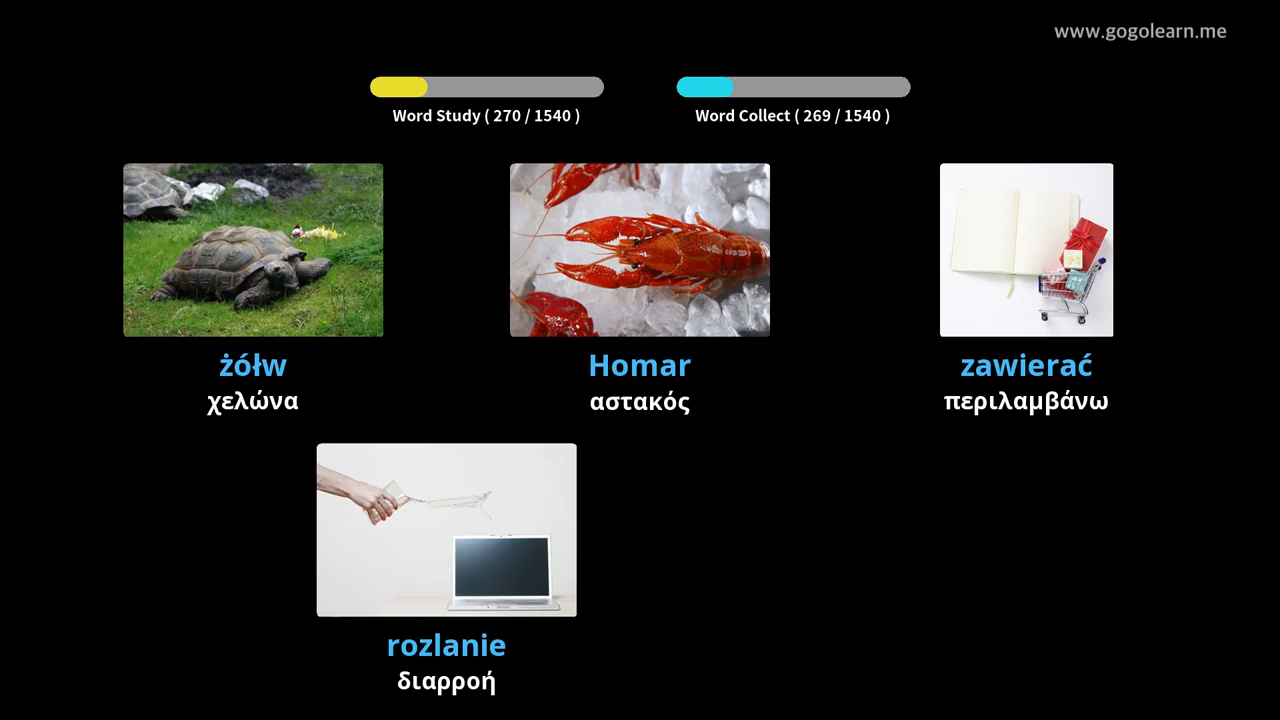 www.gogolearn.me
Word Study ( 270 / 1540 )
Word Collect ( 269 / 1540 )
żółw
χελώνα
Homar
αστακός
zawierać
περιλαμβάνω
rozlanie
διαρροή